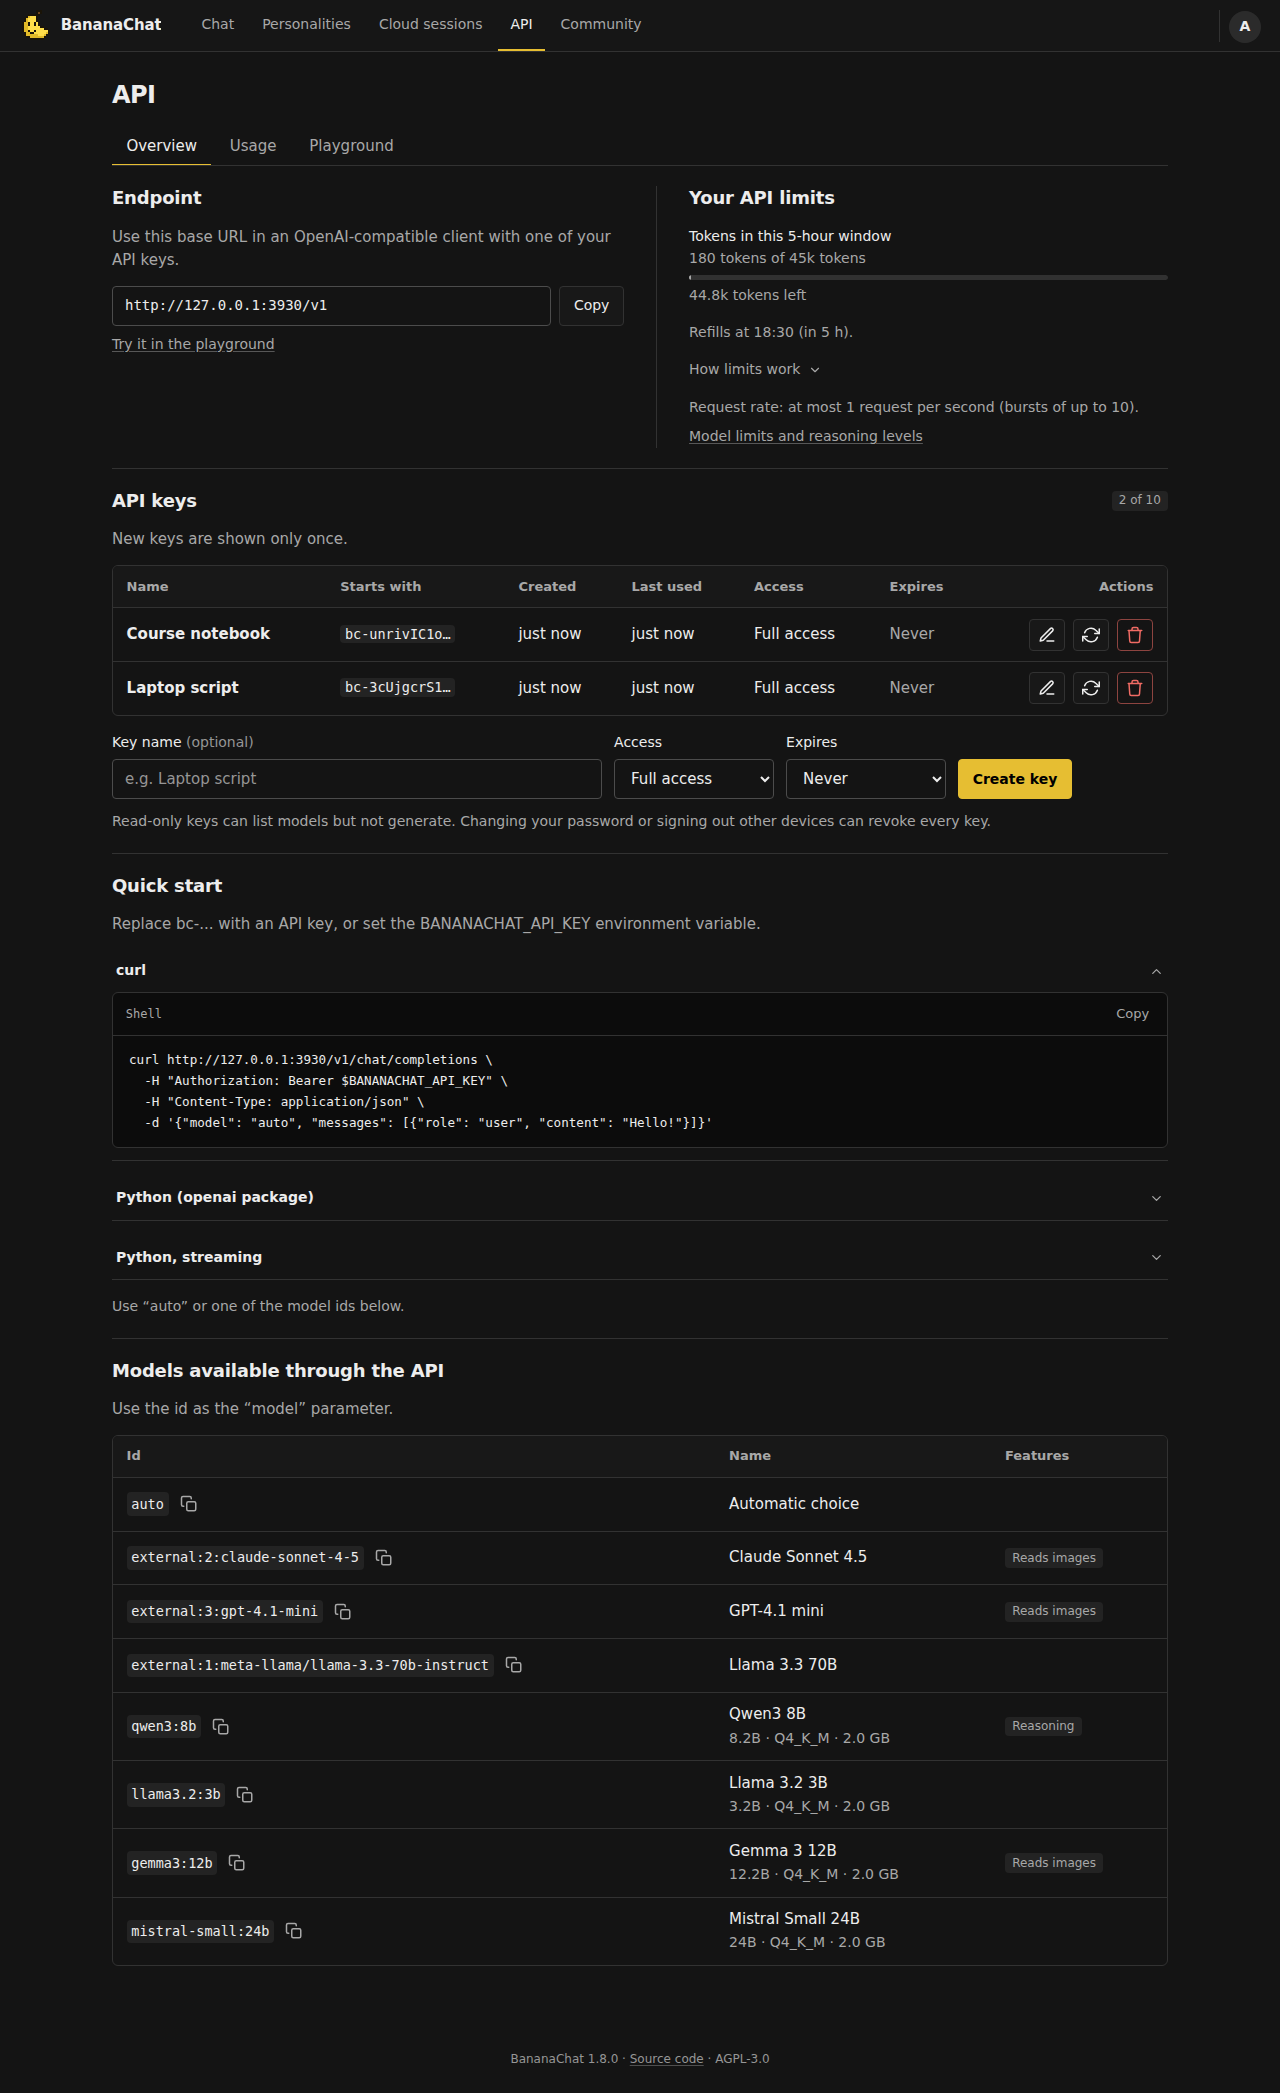 BananaChat
Chat
Personalities
Cloud sessions
API
Community
A
API
Overview
Usage
Playground
Endpoint
Use this base URL in an OpenAI-compatible client with one of your
API keys.
http://127.0.0.1:3930/v1
Copy
Try it in the playground
Your API limits
Tokens in this 5-hour window
180 tokens of 45k tokens
44.8k tokens left
Refills at 18:30 (in 5 h).
How limits work
Request rate: at most 1 request per second (bursts of up to 10).
Model limits and reasoning levels
API keys
2 of 10
New keys are shown only once.
Name Starts with Created Last used Access Expires Actions
Course notebook bc-unrivIC1o… just now just now Full access Never
Laptop script bc-3cUjgcrS1… just now just now Full access Never
Key name (optional) Access Expires
e.g. Laptop script Full access Never Create key
Read-only keys can list models but not generate. Changing your password or signing out other devices can revoke every key.
Quick start
Replace bc-... with an API key, or set the BANANACHAT_API_KEY environment variable.
curl
Shell Copy
curl http://127.0.0.1:3930/v1/chat/completions \
-H "Authorization: Bearer $BANANACHAT_API_KEY" \
-H "Content-Type: application/json" \
-d '{"model": "auto", "messages": [{"role": "user", "content": "Hello!"}]}'
Python (openai package)
Python, streaming
Use “auto” or one of the model ids below.
Models available through the API
Use the id as the “model” parameter.
Id Name Features
auto Automatic choice
external:2:claude-sonnet-4-5 Claude Sonnet 4.5 Reads images
external:3:gpt-4.1-mini GPT-4.1 mini Reads images
external:1:meta-llama/llama-3.3-70b-instruct Llama 3.3 70B
qwen3:8b Qwen3 8B Reasoning
8.2B · Q4_K_M · 2.0 GB
llama3.2:3b Llama 3.2 3B
3.2B · Q4_K_M · 2.0 GB
gemma3:12b Gemma 3 12B Reads images
12.2B · Q4_K_M · 2.0 GB
mistral-small:24b Mistral Small 24B
24B · Q4_K_M · 2.0 GB
BananaChat 1.8.0 · Source code · AGPL-3.0